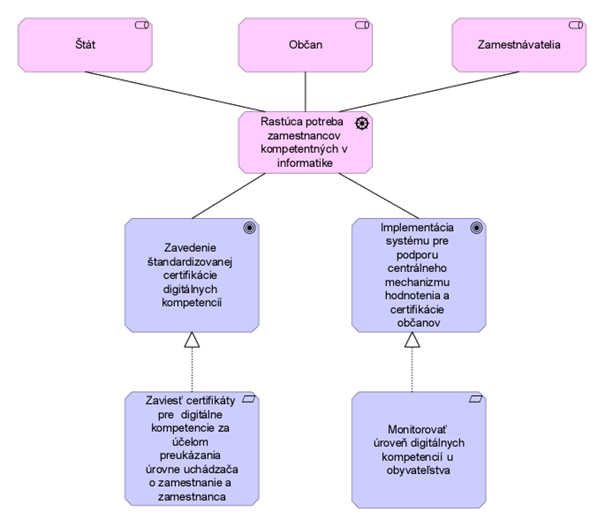 Štát
Občan
Zamestnávatelia
Rastúca potreba
zamestnancov
kompetentných v
informatike
Zavedenie
štandardizovanej
certifikácie
digitálnych
kompetencií
Implementácia
systému pre
podporu
centrálneho
mechanizmu
hodnotenia a
certifikácie
občanov
Zaviesť certifikáty
pre digitálne
kompetencie za
účelom
preukázania
úrovne uchádzača
o zamestnanie a
zamestnanca
Monitorovať
úroveň digitálnych
kompetencií u
obyvateľstva